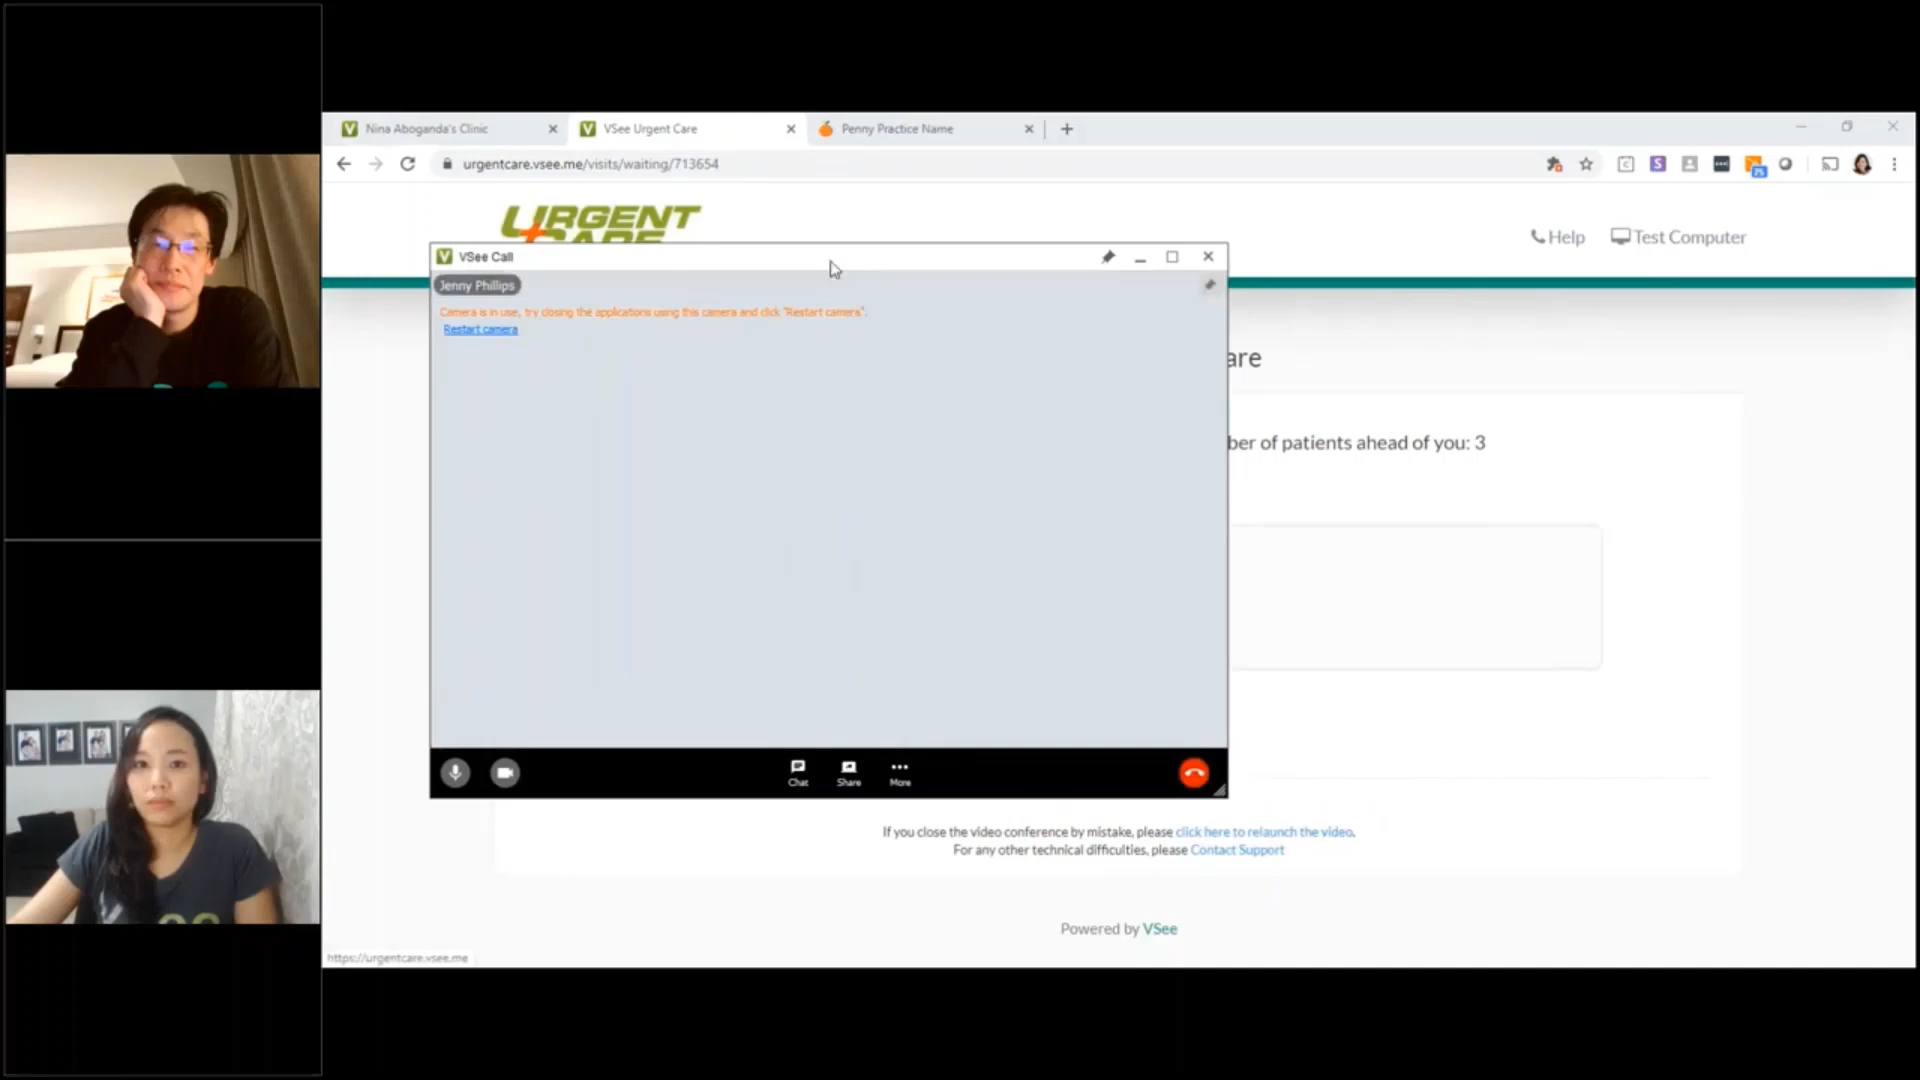 Nina Aboganda's Clinic
VSee Urgent Care
Penny Practice Name
urgentcare.vsee.me/visits/waiting/713654
75
URGENT
CARE
Help
Test Computer
VSee Call
Jenny Phillips
Camera is in use, try closing the applications using this camera and click "Restart camera".
Restart camera
are
ber of patients ahead of you: 3
Chat
Share
More
If you close the video conference by mistake, please click here to relaunch the video.
For any other technical difficulties, please Contact Support
Powered by VSee
https://urgentcare.vsee.me